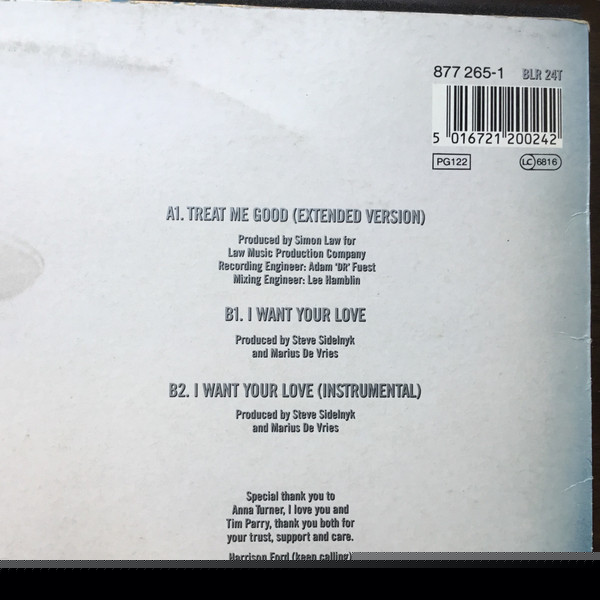 877 265-1 BLR 24T
5 016721 200242
PG122 LC 6816
A1. TREAT ME GOOD (EXTENDED VERSION)
Produced by Simon Law for
Law Music Production Company
Recording Engineer: Adam 'DR' Fuest
Mixing Engineer: Lee Hamblin
B1. I WANT YOUR LOVE
Produced by Steve Sidelnyk
and Marius De Vries
B2. I WANT YOUR LOVE (INSTRUMENTAL)
Produced by Steve Sidelnyk
and Marius De Vries
Special thank you to
Anna Turner, I love you and
Tim Parry, thank you both for
your trust, support and care.
Harrison Ford (keep calling)